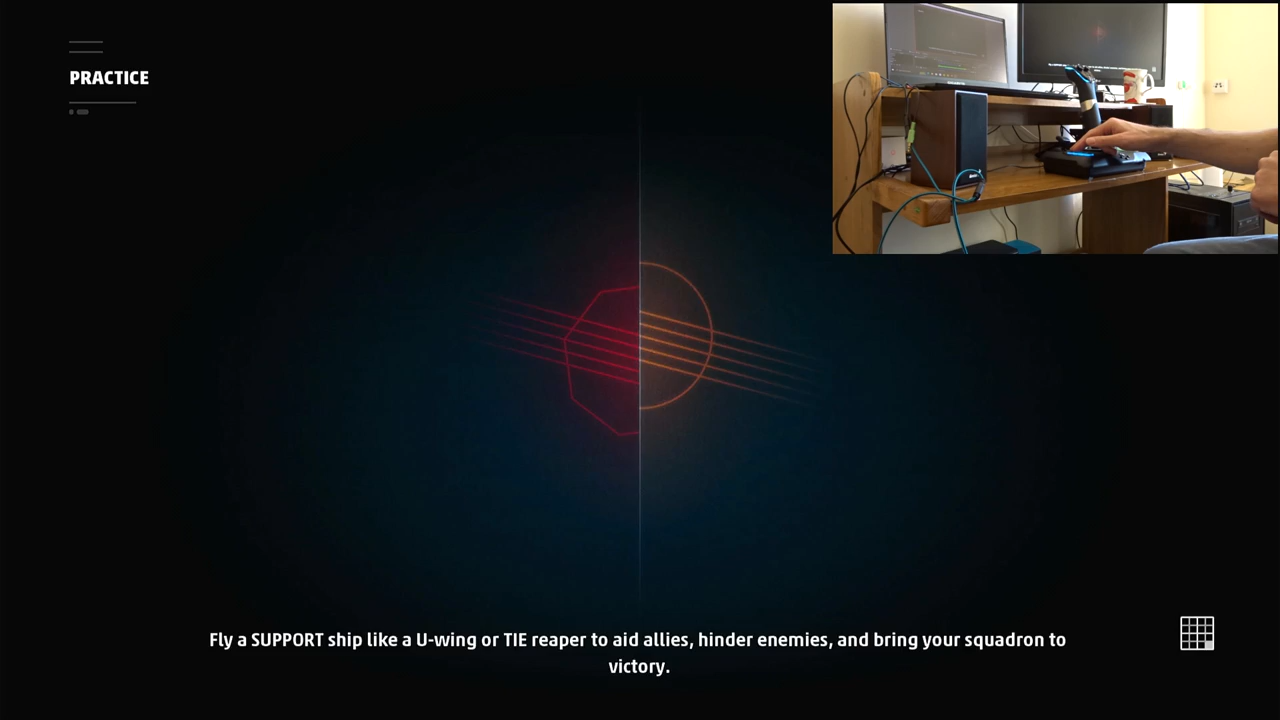 PRACTICE
Fly a SUPPORT ship like a U-wing or TIE reaper to aid allies, hinder enemies, and bring your squadron to
victory.